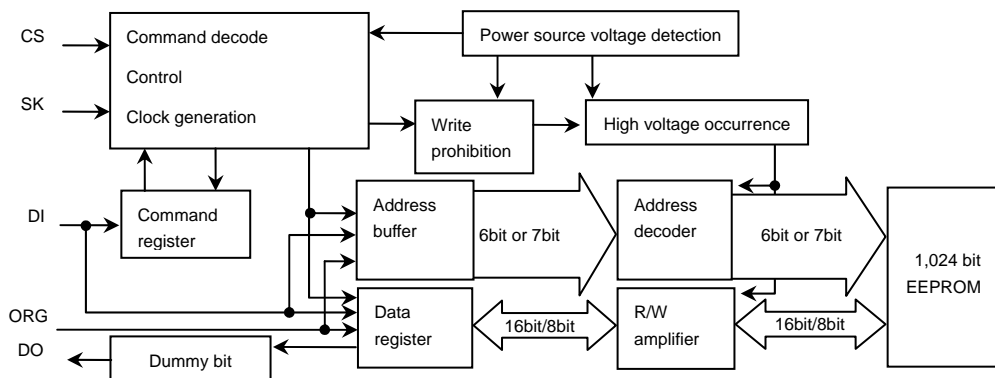 CS
SK
DI
ORG
DO
Command decode
Control
Clock generation
Power source voltage detection
Write
prohibition
High voltage occurrence
Command
register
Address
buffer
6bit or 7bit
Address
decoder
6bit or 7bit
1,024 bit
EEPROM
Data
register
16bit/8bit
R/W
amplifier
16bit/8bit
Dummy bit